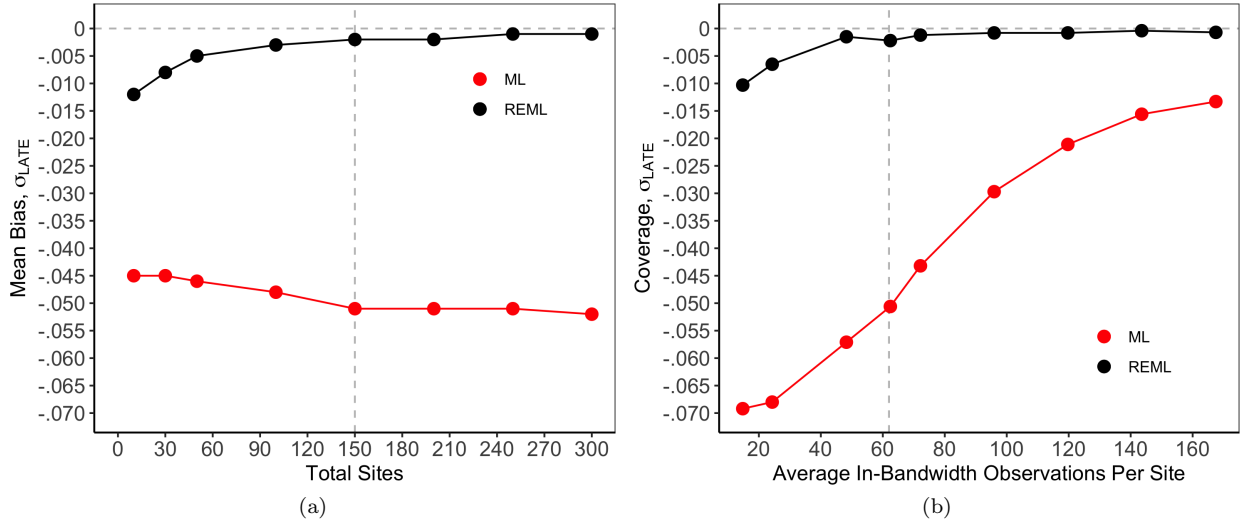 0
-.005
-.010
-.015
-.020
-.025
-.030
-.035
-.040
-.045
-.050
-.055
-.060
-.065
-.070
Mean Bias, σLATE
ML
REML
0 30 60 90 120 150 180 210 240 270 300
Total Sites
(a)
0
-.005
-.010
-.015
-.020
-.025
-.030
-.035
-.040
-.045
-.050
-.055
-.060
-.065
-.070
Coverage, σLATE
ML
REML
20 40 60 80 100 120 140 160
Average In-Bandwidth Observations Per Site
(b)